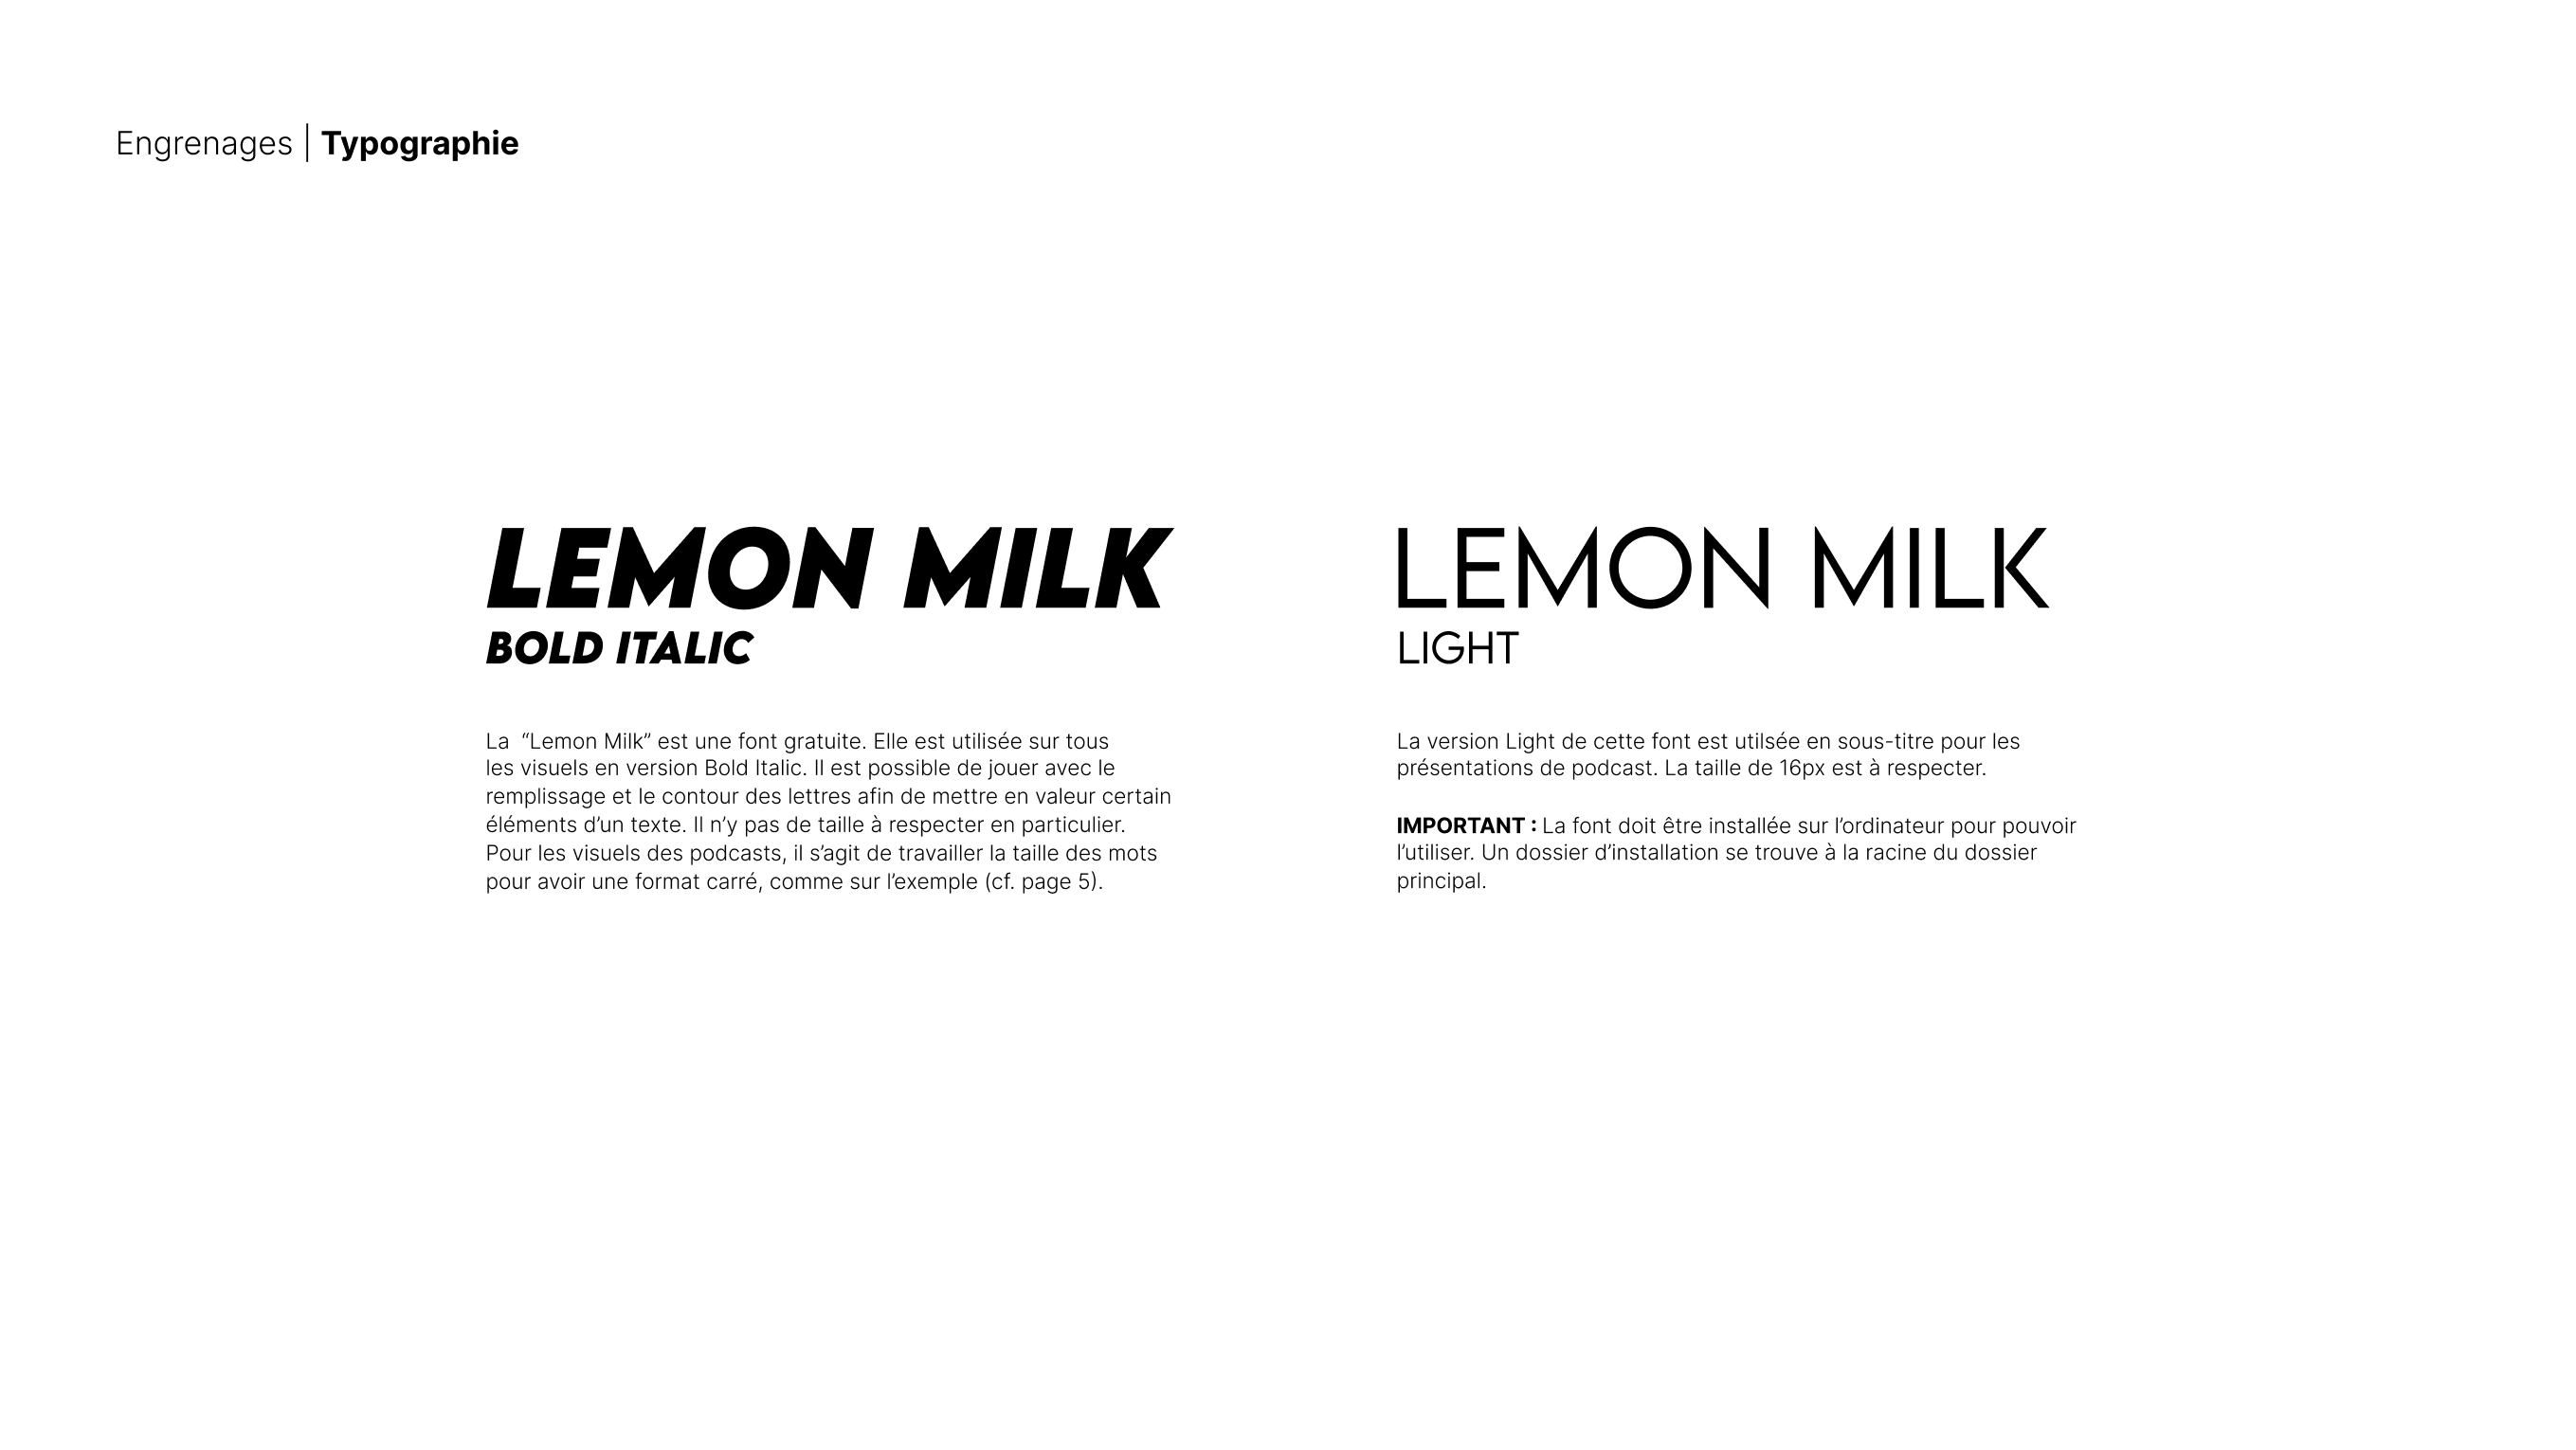 Engrenages | Typographie
LEMON MILK
BOLD ITALIC
La  “Lemon Milk” est une font gratuite. Elle est utilisée sur tous
les visuels en version Bold Italic. Il est possible de jouer avec le
remplissage et le contour des lettres afin de mettre en valeur certain
éléments d’un texte. Il n’y pas de taille à respecter en particulier.
Pour les visuels des podcasts, il s’agit de travailler la taille des mots
pour avoir une format carré, comme sur l’exemple (cf. page 5).
LEMON MILK
LIGHT
La version Light de cette font est utilsée en sous-titre pour les
présentations de podcast. La taille de 16px est à respecter.
IMPORTANT : La font doit être installée sur l’ordinateur pour pouvoir
l’utiliser. Un dossier d’installation se trouve à la racine du dossier
principal.